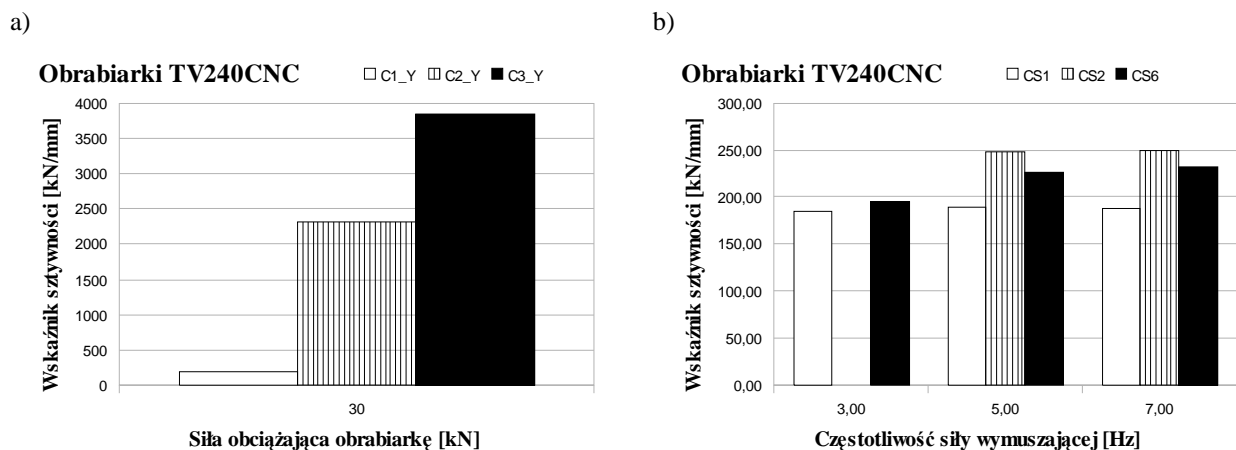 a)
Obrabiarki TV240CNC
C1_Y C2_Y C3_Y
Wskaźnik sztywności [kN/mm]
4000
3500
3000
2500
2000
1500
1000
500
0
30
Siła obciążająca obrabiarkę [kN]
b)
Obrabiarki TV240CNC
CS1 CS2 CS6
Wskaźnik sztywności [kN/mm]
300,00
250,00
200,00
150,00
100,00
50,00
0,00
3,00 5,00 7,00
Częstotliwość siły wymuszającej [Hz]